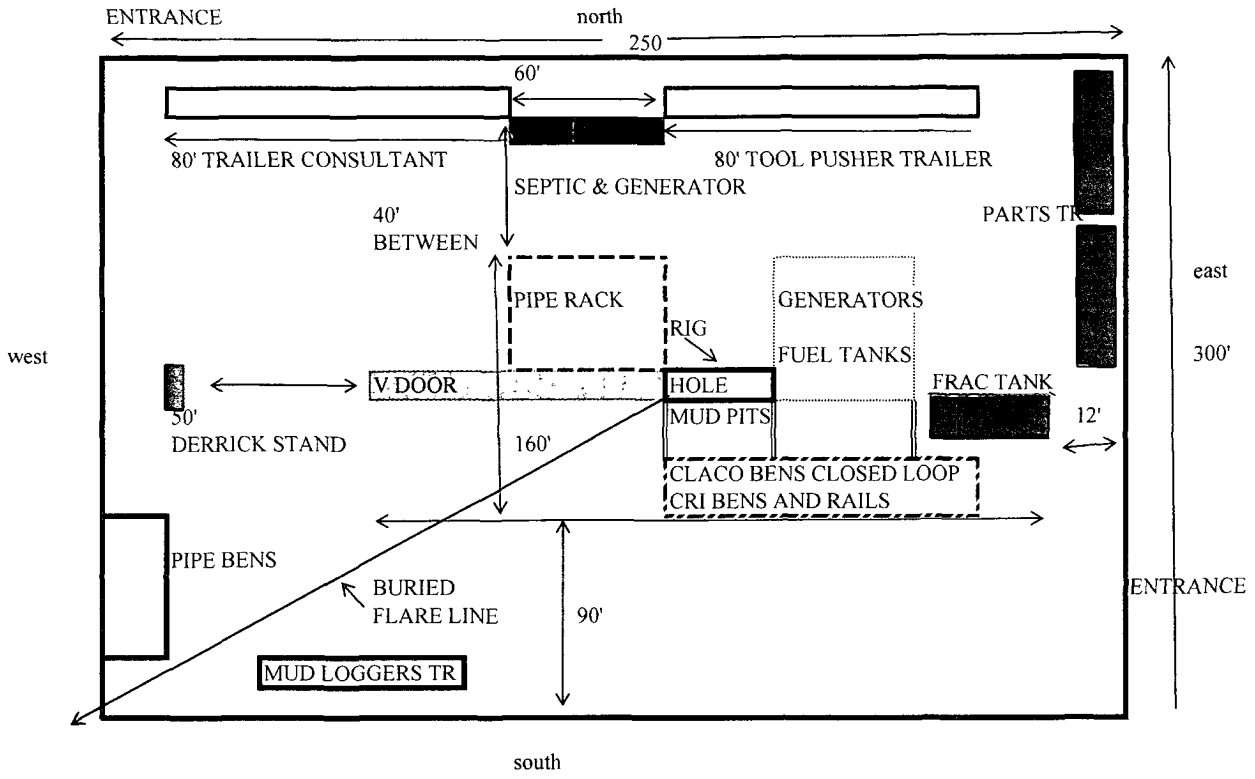 ENTRANCE
north
250
60'
80' TRAILER CONSULTANT
80' TOOL PUSHER TRAILER
SEPTIC & GENERATOR
40'
BETWEEN
PARTS TR
PIPE RACK
GENERATORS
east
RIG
west
FUEL TANKS
300'
V DOOR
HOLE
FRAC TANK
50'
MUD PITS
12'
DERRICK STAND
160'
CLACO BENS CLOSED LOOP
CRI BENS AND RAILS
PIPE BENS
BURIED
FLARE LINE
90'
ENTRANCE
MUD LOGGERS TR
south